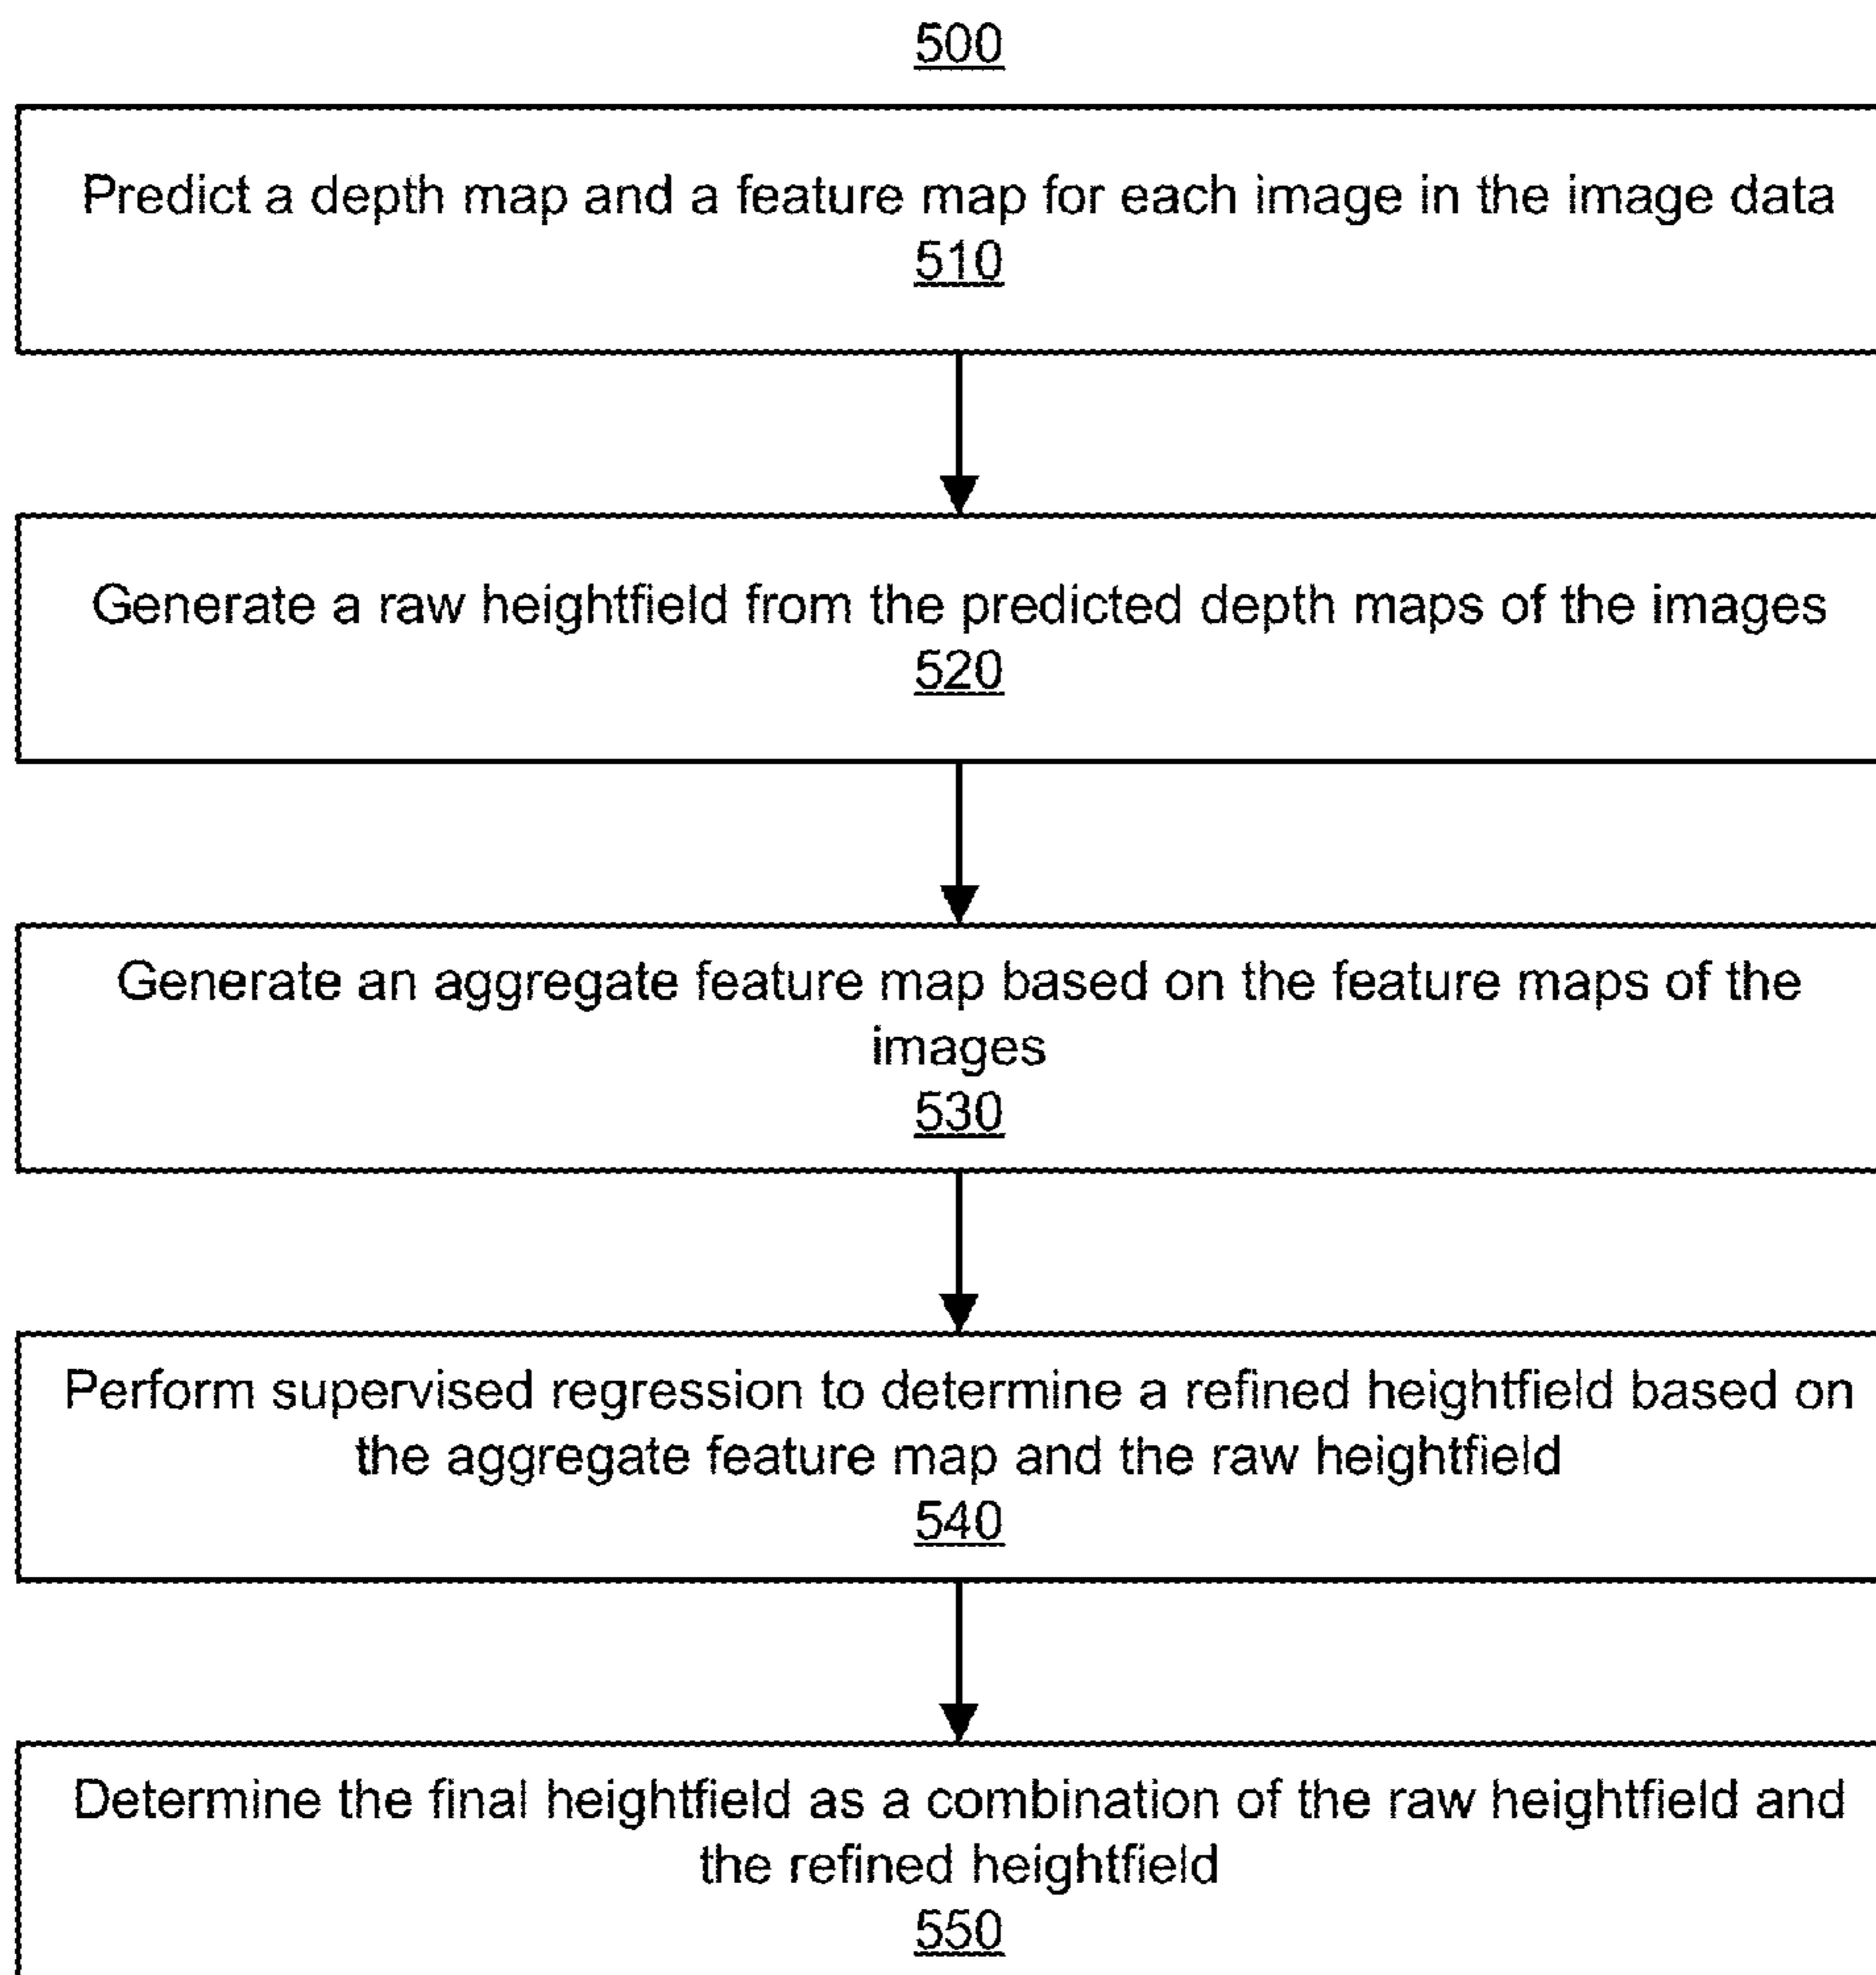 500
Predict a depth map and a feature map for each image in the image data
510
Generate a raw heightfield from the predicted depth maps of the images
520
Generate an aggregate feature map based on the feature maps of the
images
530
Perform supervised regression to determine a refined heightfield based on
the aggregate feature map and the raw heightfield
540
Determine the final heightfield as a combination of the raw heightfield and
the refined heightfield
550